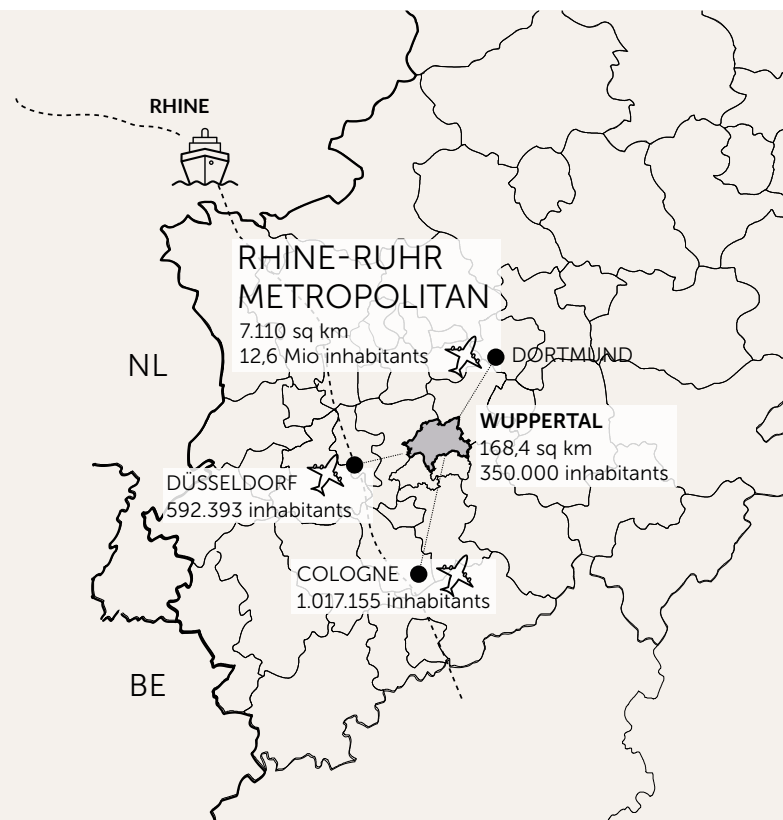 RHINE
RHINE-RUHR
METROPOLITAN
7.110 sq km
12,6 Mio inhabitants
DORTMUND
NL
WUPPERTAL
168,4 sq km
350.000 inhabitants
DÜSSELDORF
592.393 inhabitants
COLOGNE
1.017.155 inhabitants
BE